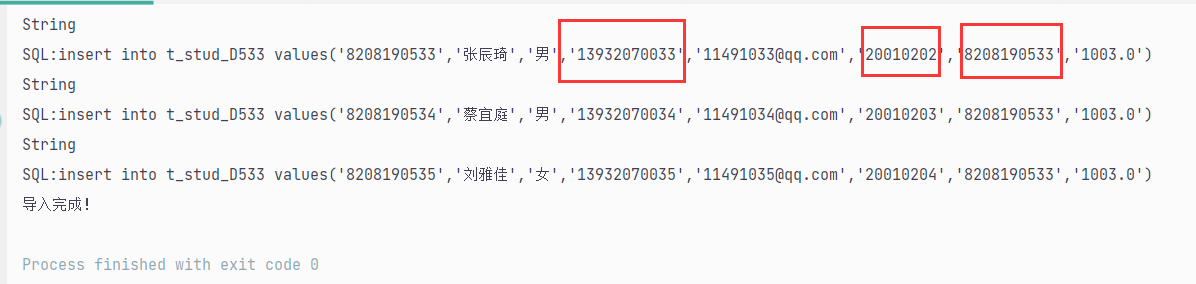 String
SQL:insert into t_stud_D533 values('8208190533','张辰琦','男','13932070033','11491033@qq.com','20010202','8208190533','1003.0')
String
SQL:insert into t_stud_D533 values('8208190534','蔡宜庭','男','13932070034','11491034@qq.com','20010203','8208190533','1003.0')
String
SQL:insert into t_stud_D533 values('8208190535','刘雅佳','女','13932070035','11491035@qq.com','20010204','8208190533','1003.0')
导入完成!
Process finished with exit code 0